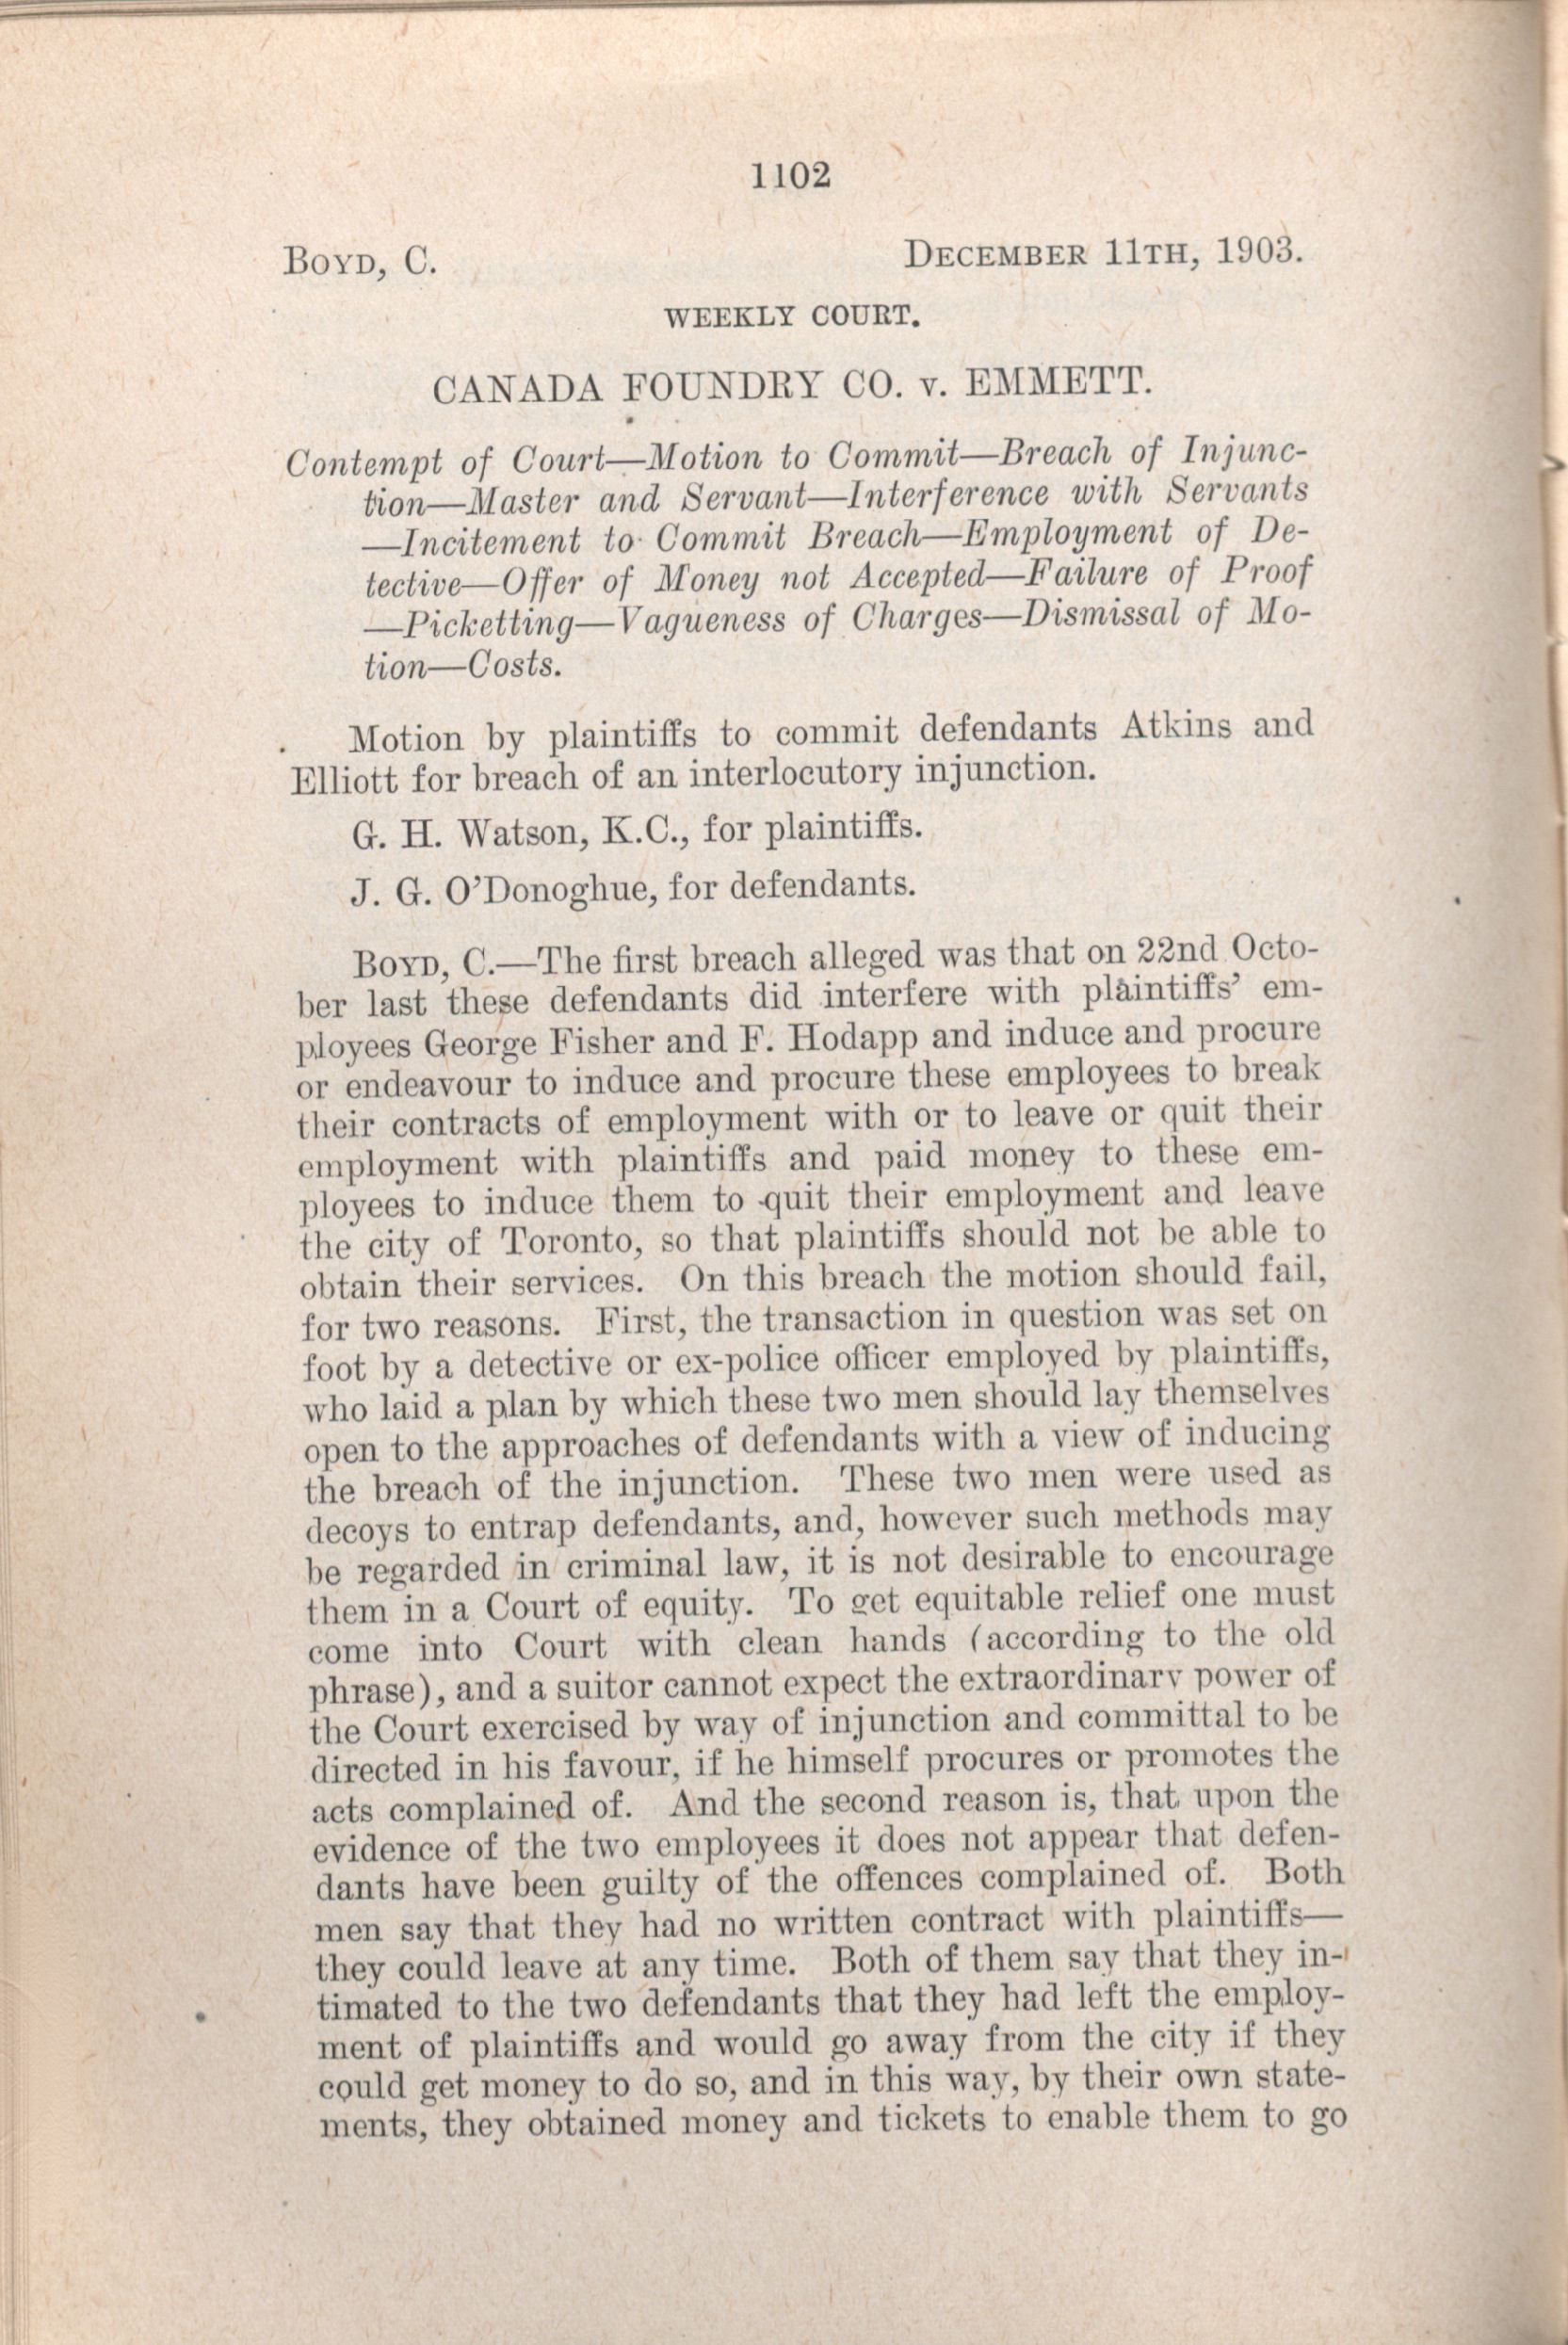 1102
BOYD, C. DECEMBER 11TH, 1903.
WEEKLY COURT.
CANADA FOUNDRY CO. v. EMMETT.
Contempt of Court—Motion to Commit—Breach of Injunc-
tion—Master and Servant—Interference with Servants
—Incitement to Commit Breach—Employment of De-
tective—Offer of Money not Accepted—Failure of Proof
—Picketting—Vagueness of Charges—Dismissal of Mo-
tion—Costs.
Motion by plaintiffs to commit defendants Atkins and
Elliott for breach of an interlocutory injunction.
G. H. Watson, K.C., for plaintiffs.
J. G. O'Donoghue, for defendants.
BOYD, C.—The first breach alleged was that on 22nd Octo-
ber last these defendants did interfere with plaintiffs' em-
ployees George Fisher and F. Hodapp and induce and procure
or endeavour to induce and procure these employees to break
their contracts of employment with or to leave or quit their
employment with plaintiffs and paid money to these em-
ployees to induce them to quit their employment and leave
the city of Toronto, so that plaintiffs should not be able to
obtain their services. On this breach the motion should fail,
for two reasons. First, the transaction in question was set on
foot by a detective or ex-police officer employed by plaintiffs,
who laid a plan by which these two men should lay themselves
open to the approaches of defendants with a view of inducing
the breach of the injunction. These two men were used as
decoys to entrap defendants, and, however such methods may
be regarded in criminal law, it is not desirable to encourage
them in a Court of equity. To get equitable relief one must
come into Court with clean hands (according to the old
phrase), and a suitor cannot expect the extraordinary power of
the Court exercised by way of injunction and committal to be
directed in his favour, if he himself procures or promotes the
acts complained of. And the second reason is, that upon the
evidence of the two employees it does not appear that defen-
dants have been guilty of the offences complained of. Both
men say that they had no written contract with plaintiffs—
they could leave at any time. Both of them say that they in-
timated to the two defendants that they had left the employ-
ment of plaintiffs and would go away from the city if they
could get money to do so, and in this way, by their own state-
ments, they obtained money and tickets to enable them to go